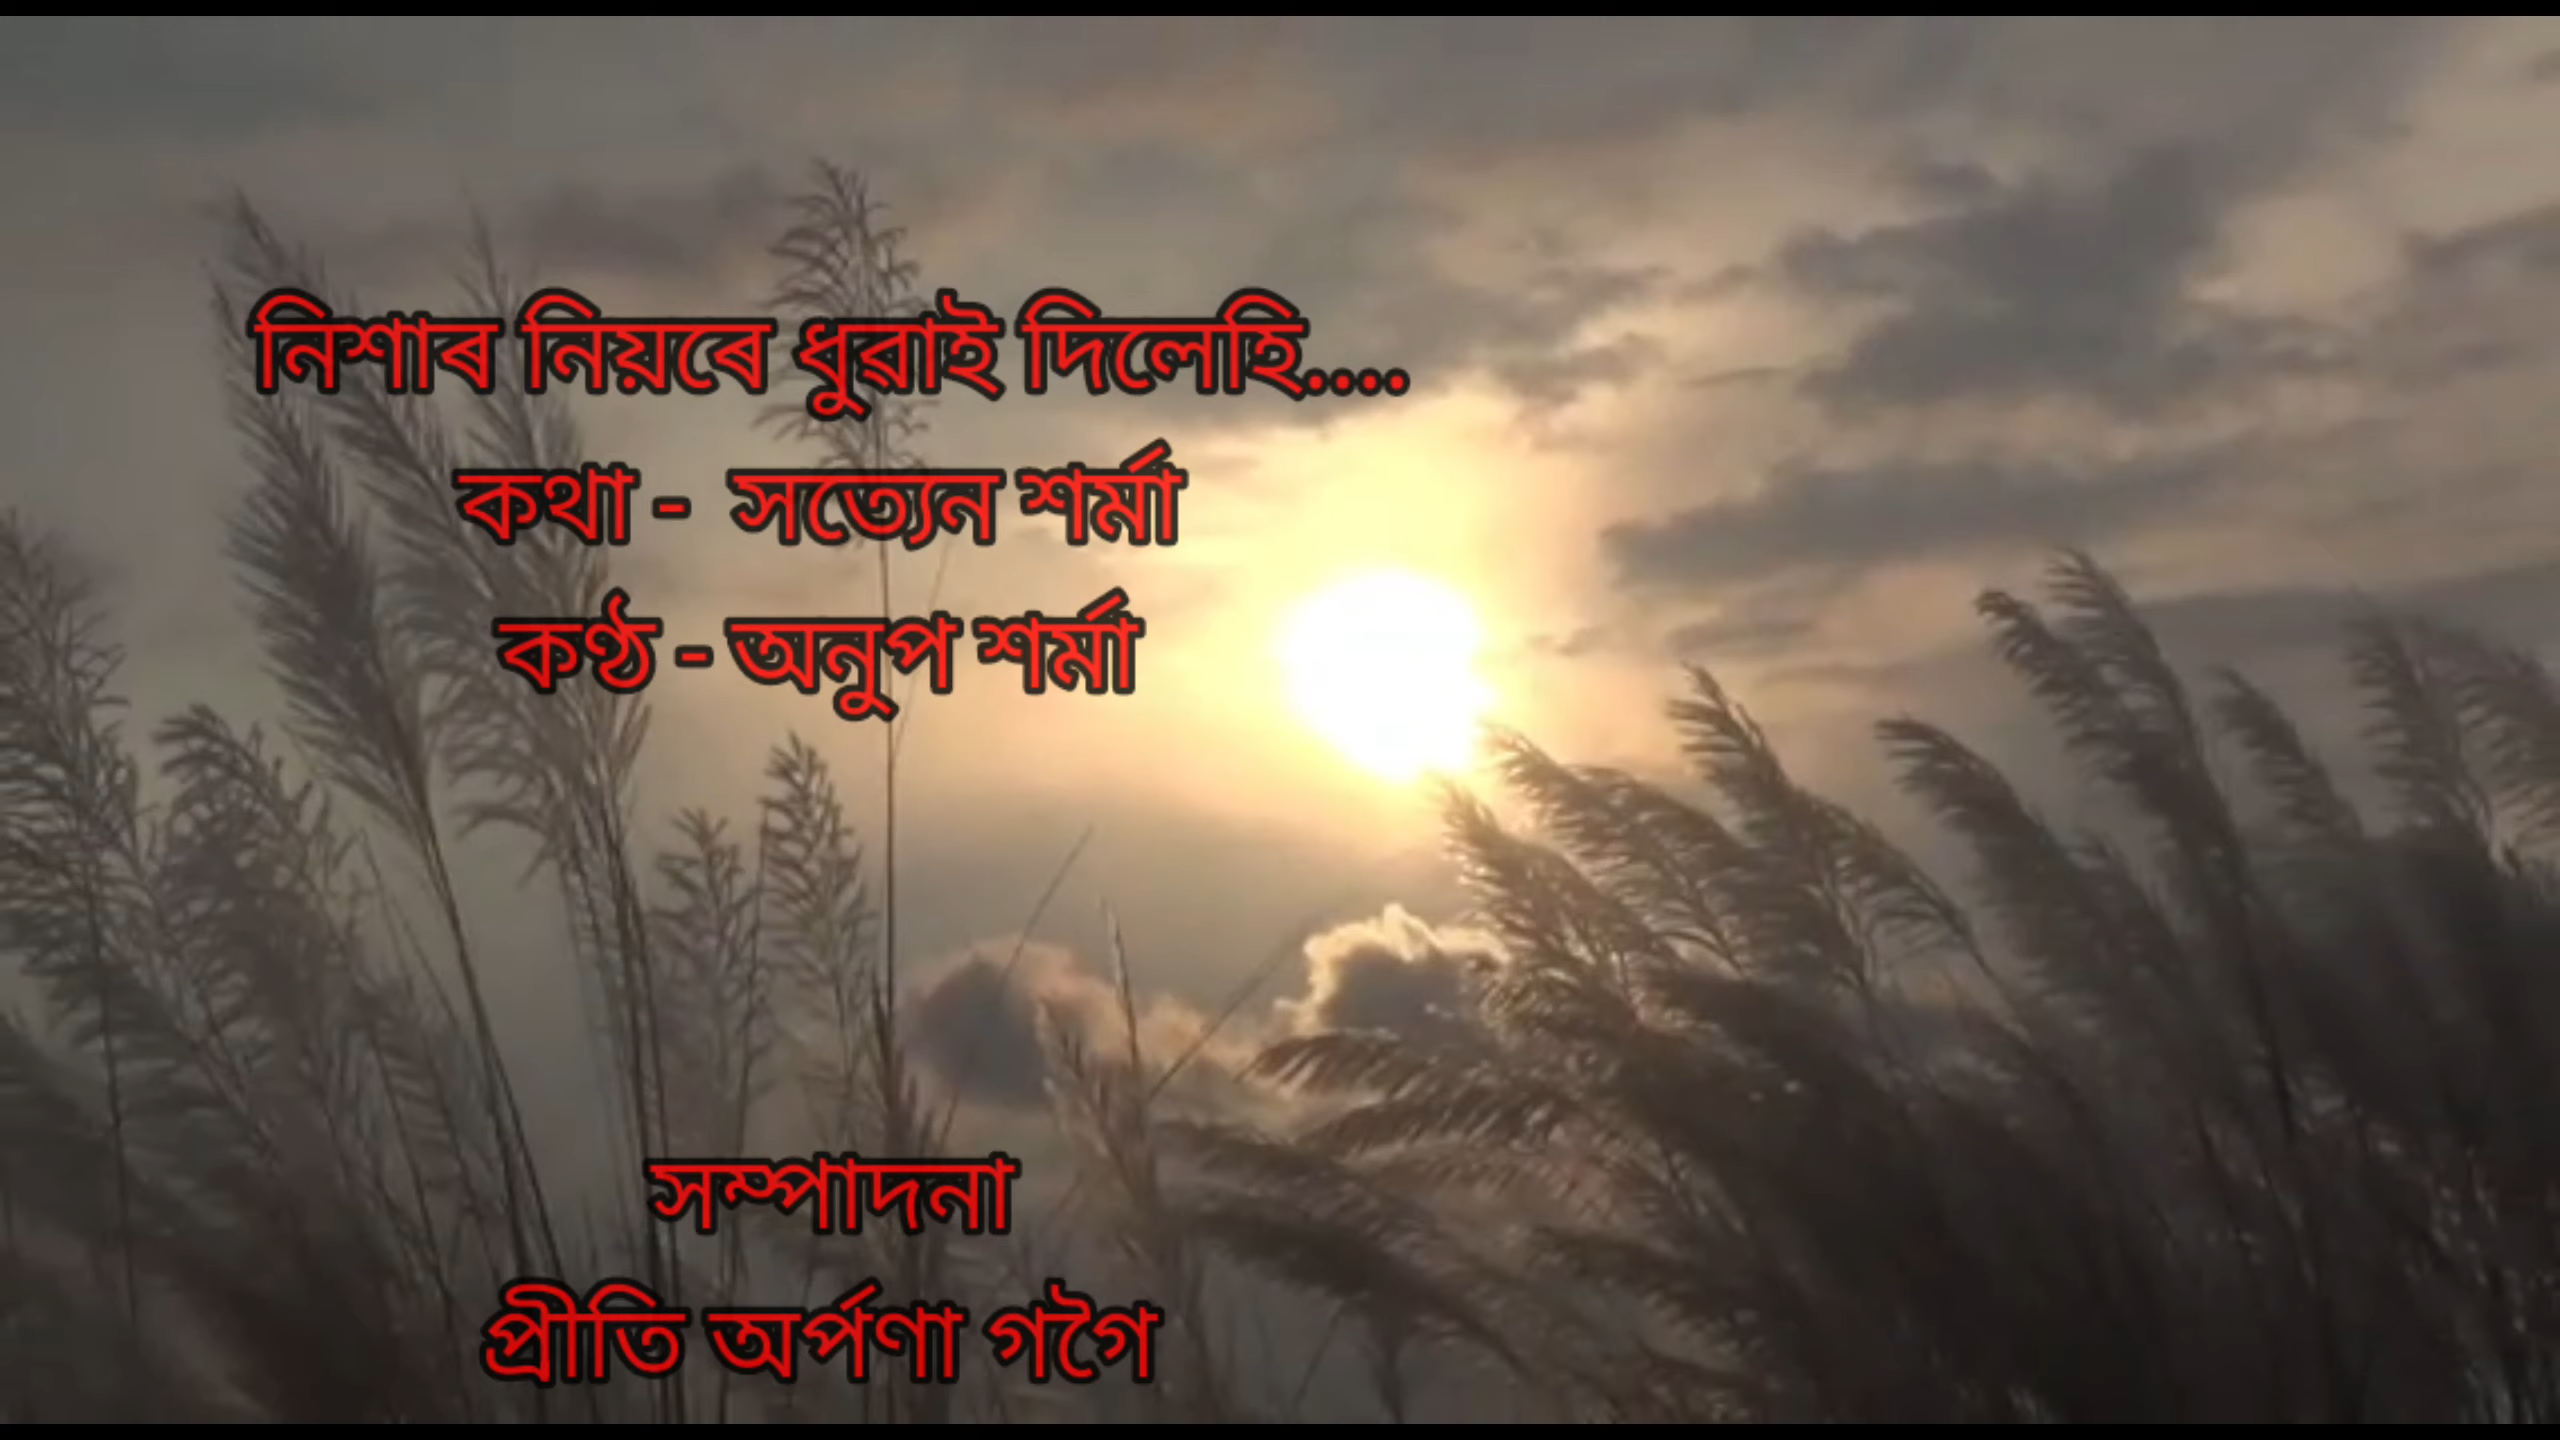 নিশাৰ নিয়ৰে ধুৱাই দিলেহি....
কথা - সত্যেন শৰ্মা
কণ্ঠ - অনুপ শৰ্মা
সম্পাদনা
প্ৰীতি অৰ্পণা গগৈ